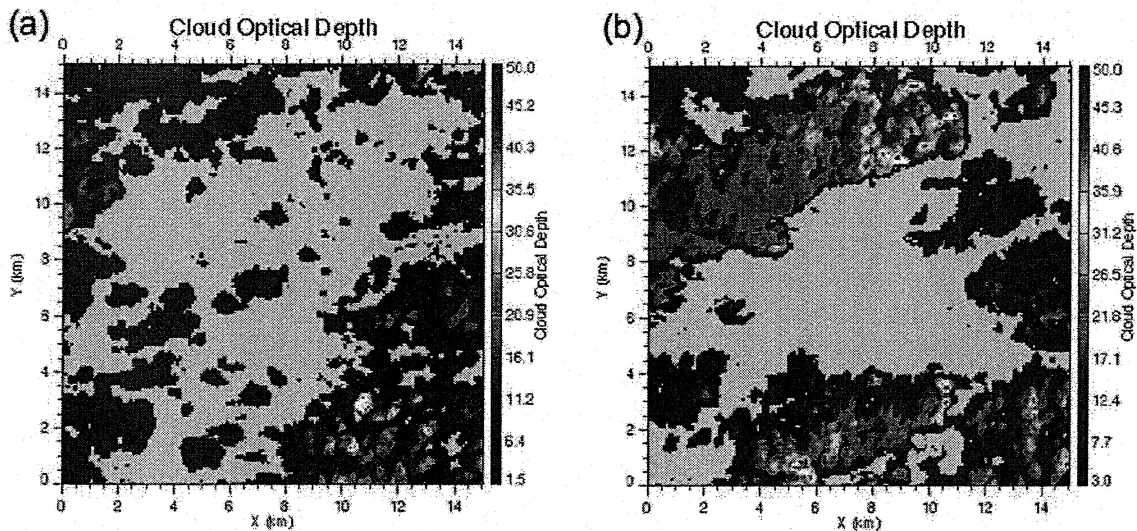 (a)
Cloud Optical Depth
0 2 4 6 8 10 12 14
14
12
10
8
6
4
2
0
Y (km)
0 2 4 6 8 10 12 14
X (km)
50.0
45.2
40.3
35.5
30.6
25.8
20.9
16.1
11.2
6.4
1.5
Cloud Optical Depth
(b)
Cloud Optical Depth
0 2 4 6 8 10 12 14
14
12
10
8
6
4
2
0
Y (km)
0 2 4 6 8 10 12 14
X (km)
50.0
45.3
40.6
35.9
31.2
26.5
21.8
17.1
12.4
7.7
3.0
Cloud Optical Depth